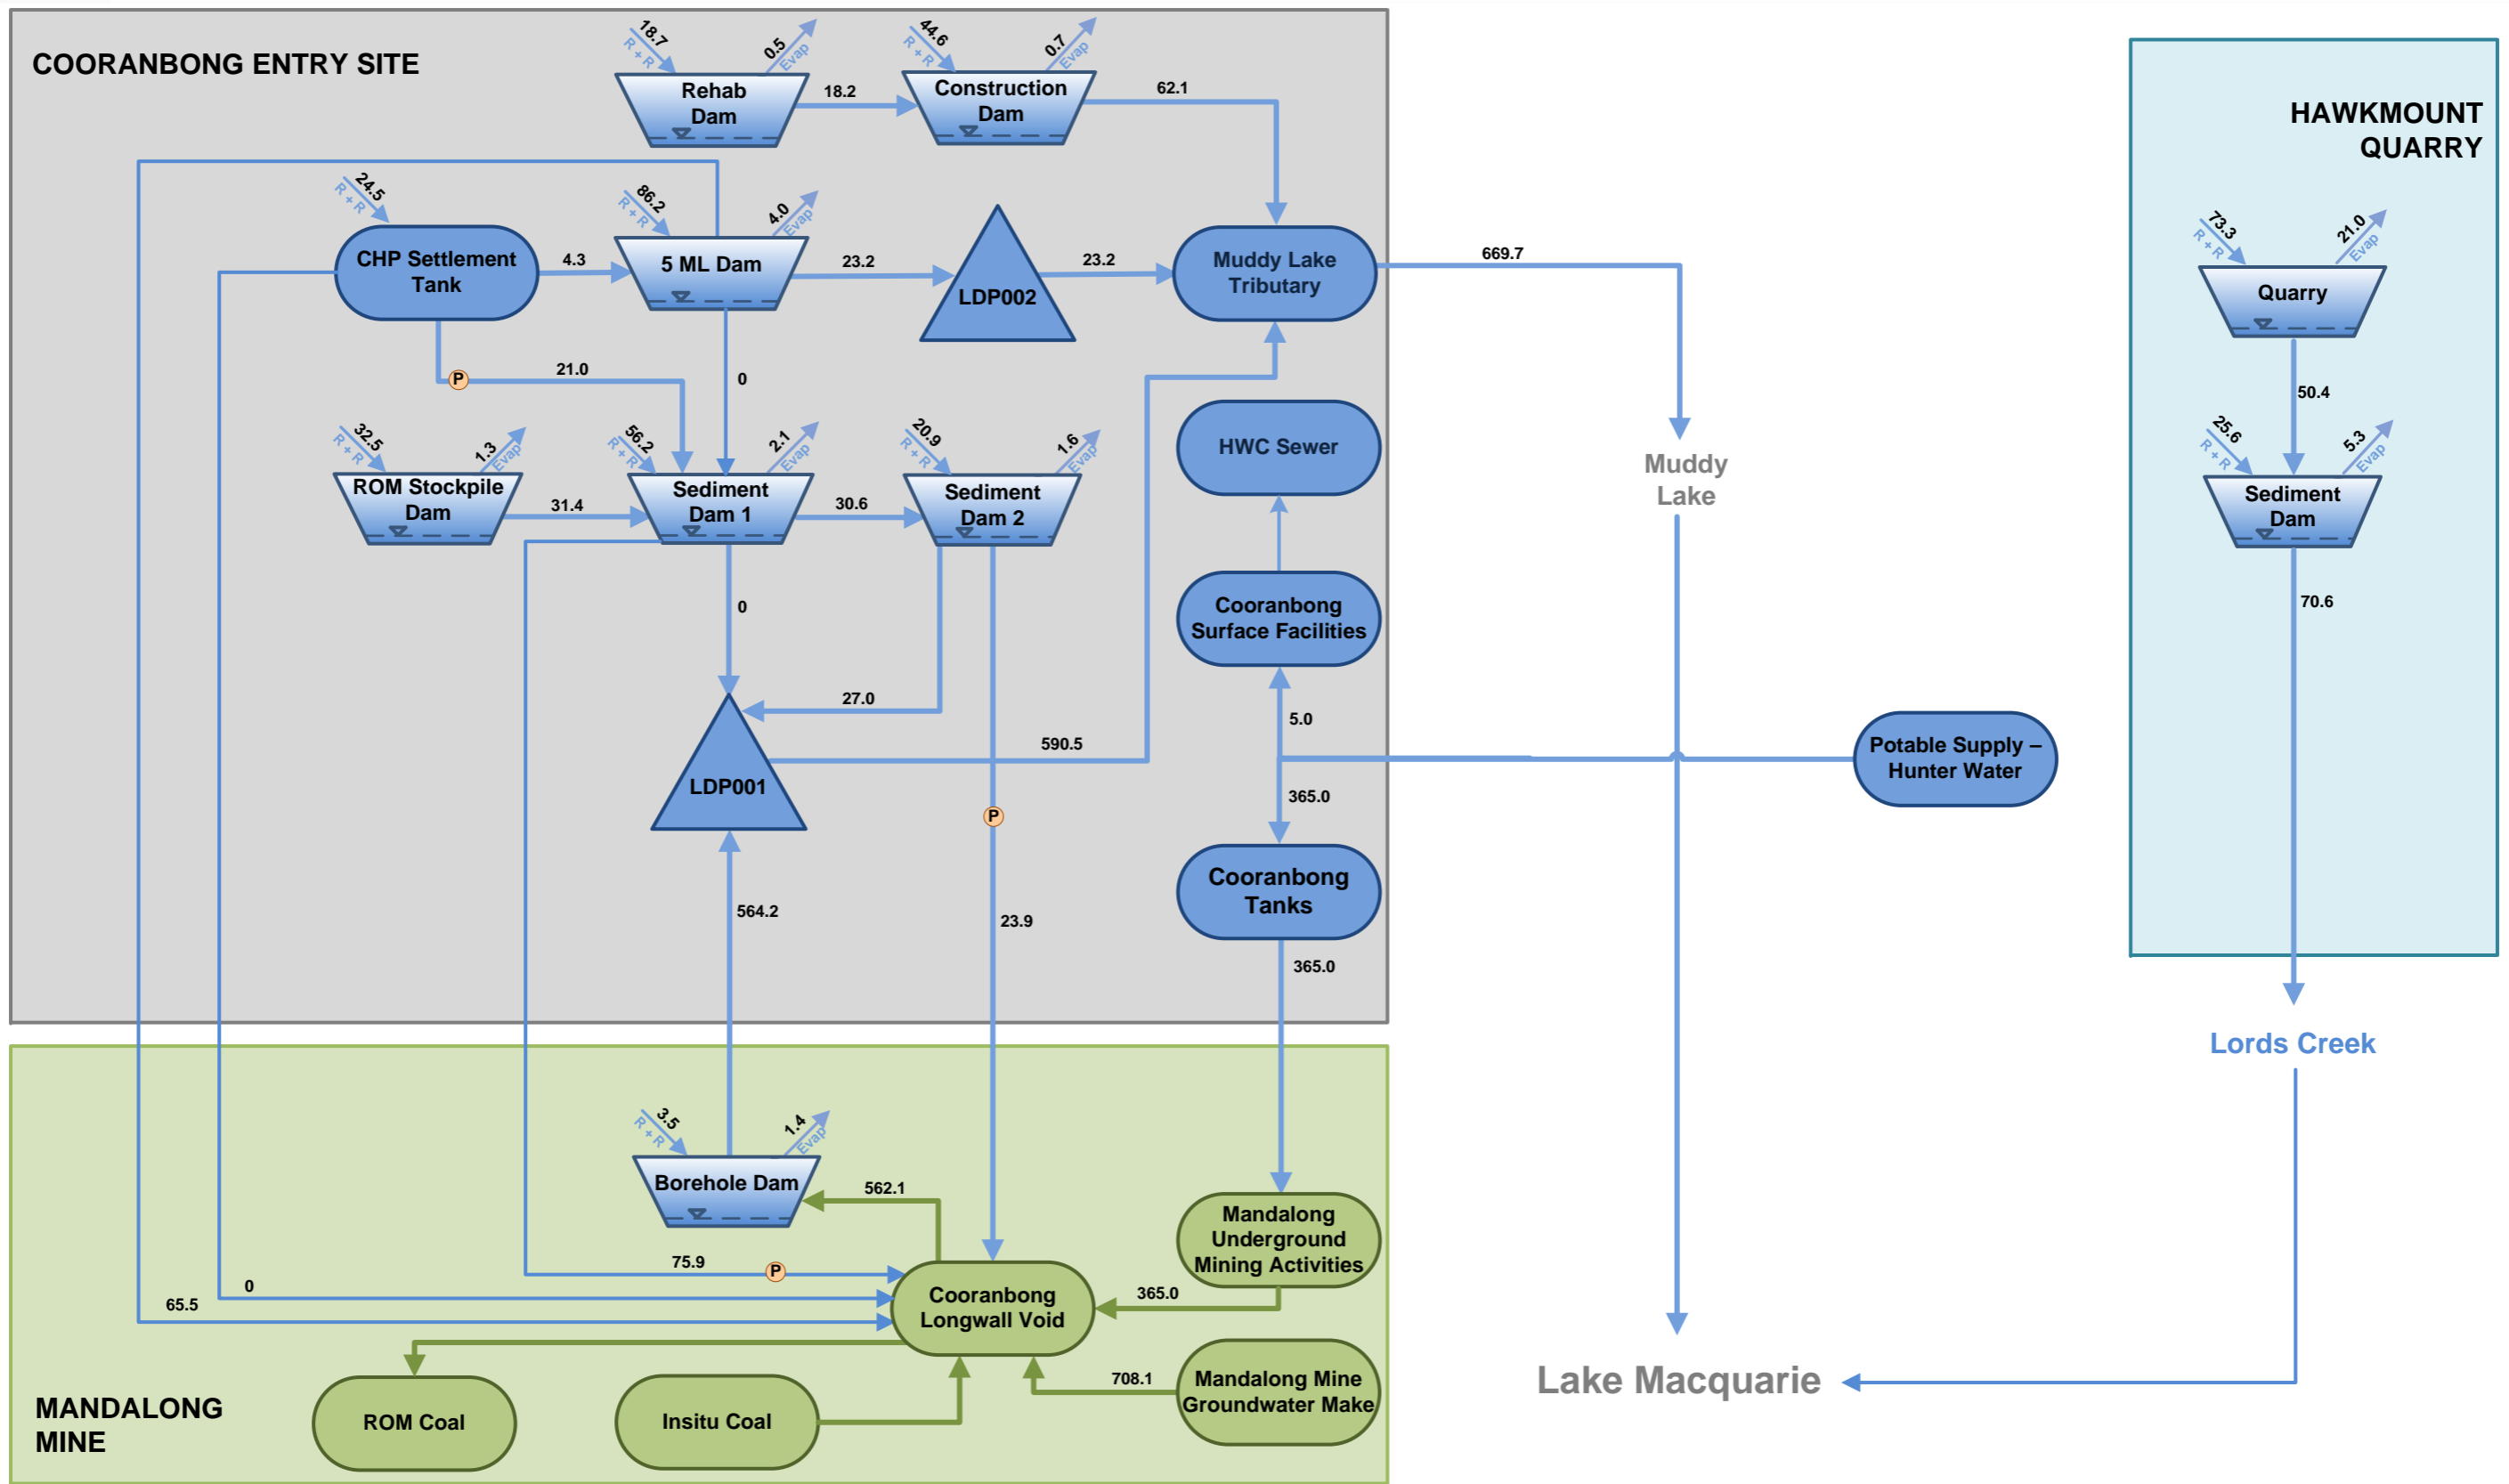 COORANBONG ENTRY SITE
18.7
R + R
0.5
Evap
Rehab
Dam
18.2
44.6
R + R
0.7
Evap
Construction
Dam
62.1
24.5
R + R
CHP Settlement
Tank
4.3
86.2
R + R
4.0
Evap
5 ML Dam
23.2
LDP002
23.2
Muddy Lake
Tributary
669.7
P
21.0
0
32.5
R + R
1.3
Evap
ROM Stockpile
Dam
31.4
56.2
R + R
2.1
Evap
Sediment
Dam 1
30.6
20.9
R + R
1.6
Evap
Sediment
Dam 2
HWC Sewer
Muddy
Lake
0
Cooranbong
Surface Facilities
27.0
5.0
590.5
LDP001
P
365.0
Potable Supply –
Hunter Water
Cooranbong
Tanks
564.2
23.9
365.0
HAWKMOUNT
QUARRY
73.3
R + R
21.0
Evap
Quarry
50.4
25.6
R + R
5.3
Evap
Sediment
Dam
70.6
Lords Creek
3.5
R + R
1.4
Evap
Borehole Dam
562.1
Mandalong
Underground
Mining Activities
75.9
P
0
65.5
Cooranbong
Longwall Void
365.0
708.1
Mandalong Mine
Groundwater Make
Lake Macquarie
MANDALONG
MINE
ROM Coal
Insitu Coal